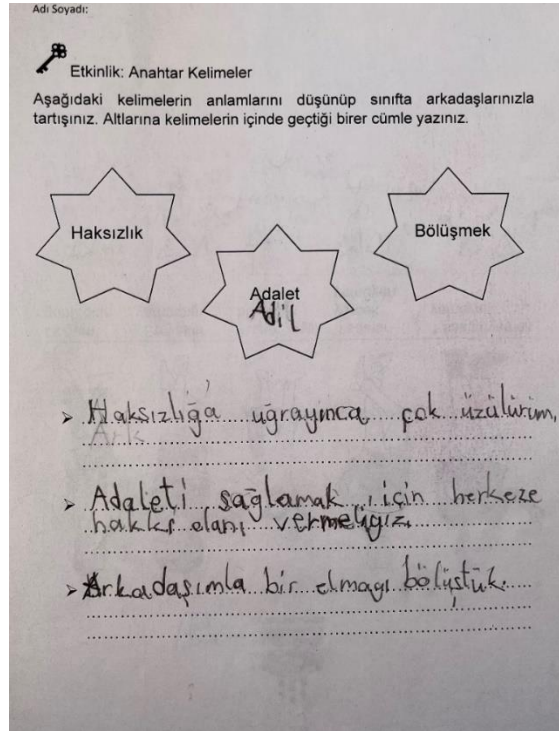 Adı Soyadı:
Etkinlik: Anahtar Kelimeler
Aşağıdaki kelimelerin anlamlarını düşünüp sınıfta arkadaşlarınızla
tartışınız. Altlarına kelimelerin içinde geçtiği birer cümle yazınız.
Haksızlık
Adalet
Adil
Bölüşmek
Haksızlığa uğrayınca çok üzülürüm.
Ark
Adaleti sağlamak için herkeze
hakkı olanı vermeliyiz.
Arkadaşımla bir elmayı bölüştük.